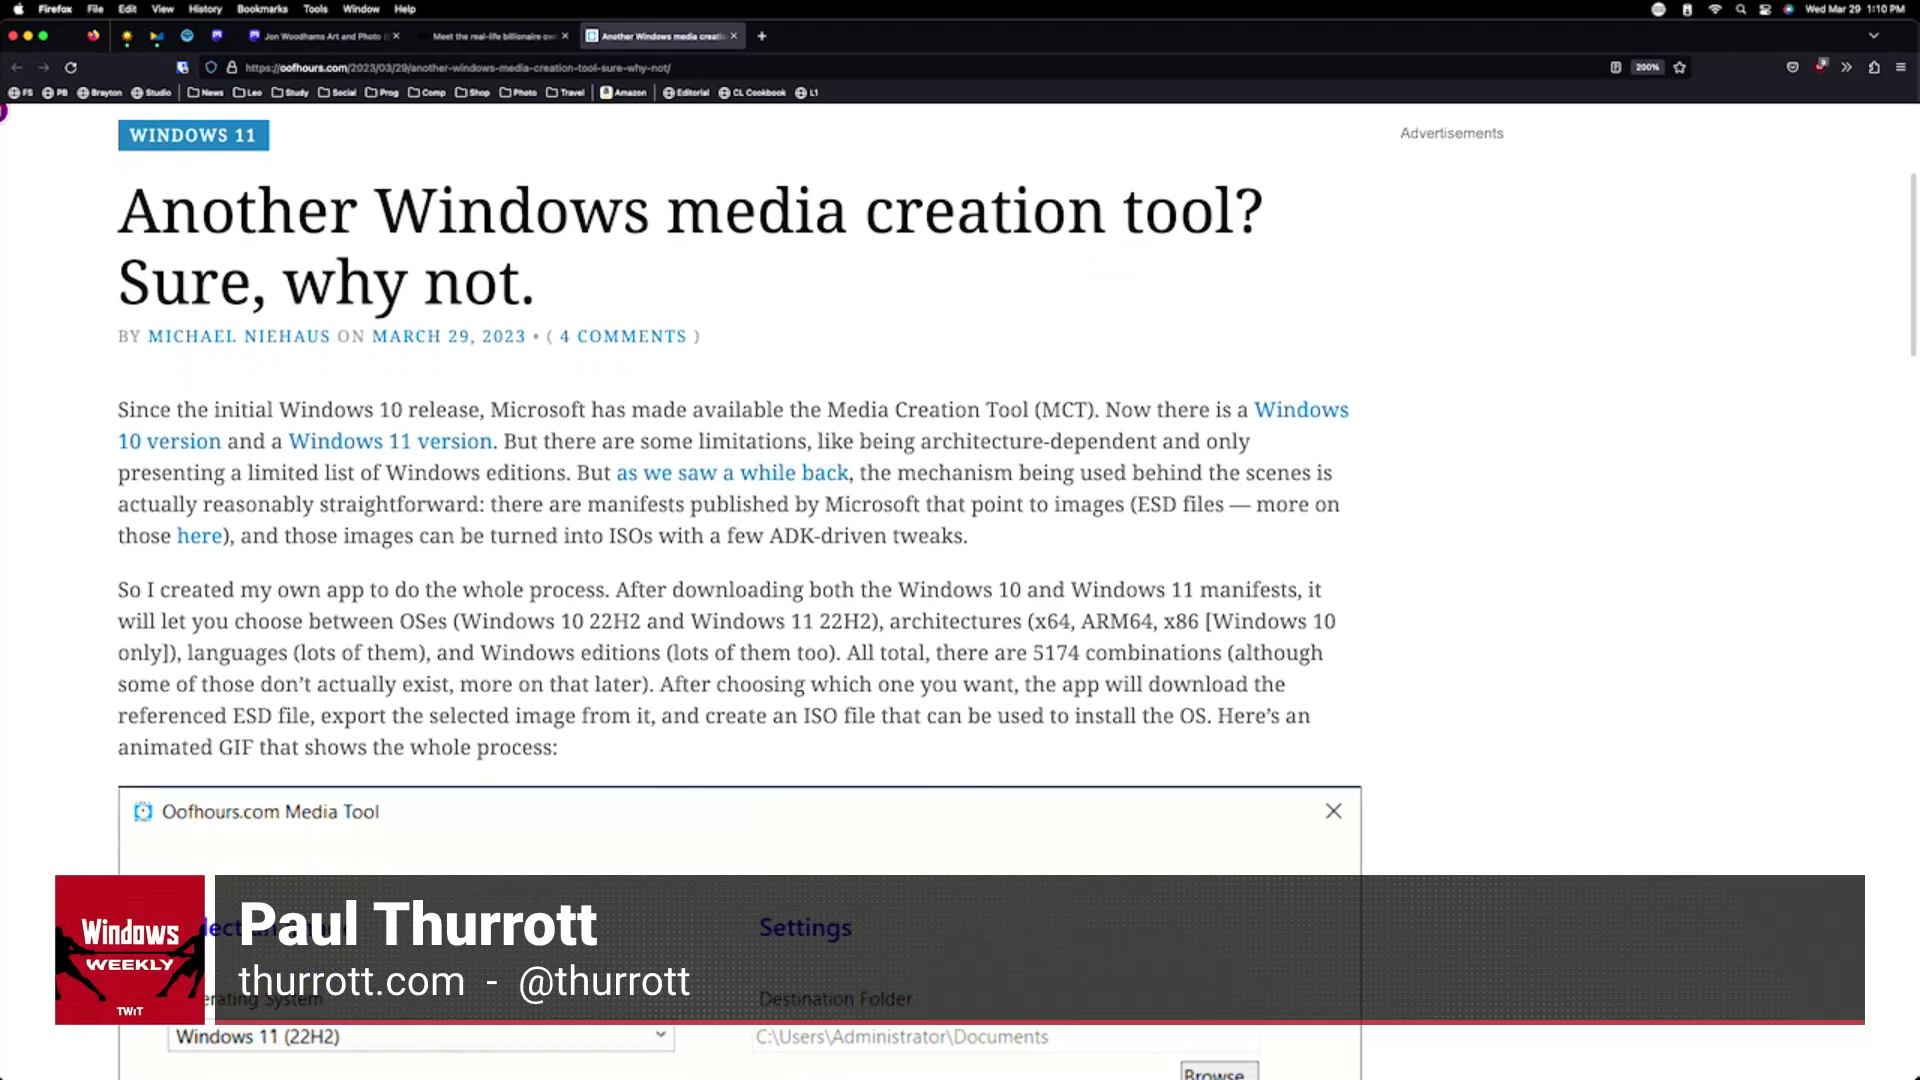 Firefox File Edit View History Bookmarks Tools Window Help Wed Mar 29 1:10 PM
Jon Woodhams Art and Photo Meet the real-life billionaire Another Windows media
https://oofhours.com/2023/03/29/another-windows-media-creation-tool-sure-why-not/ 200%
FS PB Brayton Studio News Leo Study Social Prog Comp Shop Photo Travel Amazon Editorial CL Cookbook L1
WINDOWS 11
Advertisements
Another Windows media creation tool?
Sure, why not.
BY MICHAEL NIEHAUS ON MARCH 29, 2023 • ( 4 COMMENTS )
Since the initial Windows 10 release, Microsoft has made available the Media Creation Tool (MCT). Now there is a Windows
10 version and a Windows 11 version. But there are some limitations, like being architecture-dependent and only
presenting a limited list of Windows editions. But as we saw a while back, the mechanism being used behind the scenes is
actually reasonably straightforward: there are manifests published by Microsoft that point to images (ESD files — more on
those here), and those images can be turned into ISOs with a few ADK-driven tweaks.
So I created my own app to do the whole process. After downloading both the Windows 10 and Windows 11 manifests, it
will let you choose between OSes (Windows 10 22H2 and Windows 11 22H2), architectures (x64, ARM64, x86 [Windows 10
only]), languages (lots of them), and Windows editions (lots of them too). All total, there are 5174 combinations (although
some of those don’t actually exist, more on that later). After choosing which one you want, the app will download the
referenced ESD file, export the selected image from it, and create an ISO file that can be used to install the OS. Here’s an
animated GIF that shows the whole process:
Oofhours.com Media Tool
Settings
Destination Folder
Windows 11 (22H2)
C:\Users\Administrator\Documents
Browse...
Windows
WEEKLY
TWiT
Paul Thurrott
thurrott.com - @thurrott